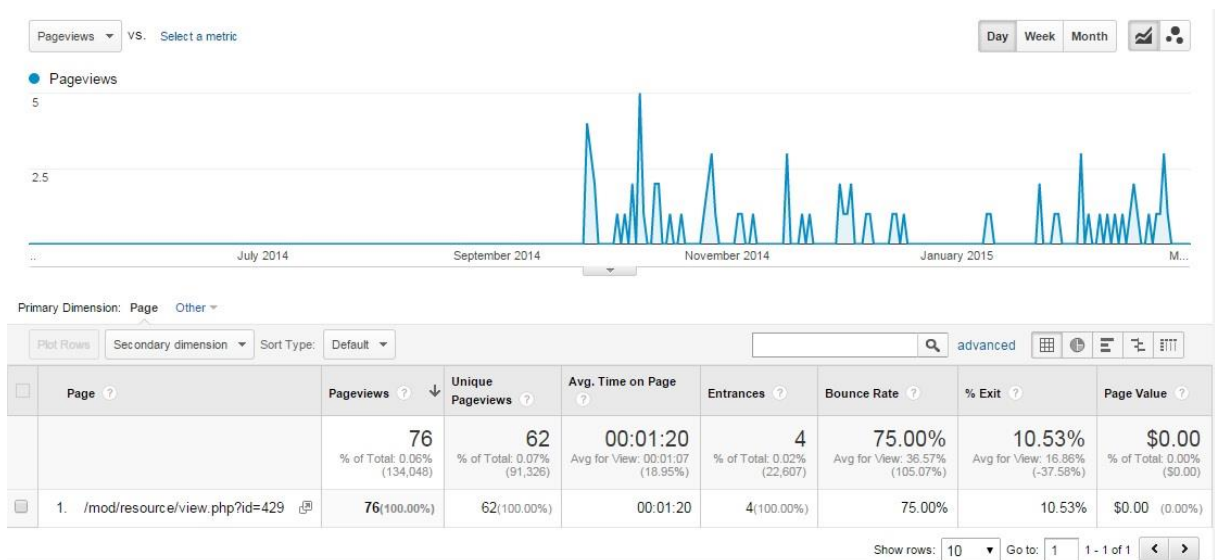 Pageviews VS. Select a metric Day Week Month
Pageviews
5
2.5
.. July 2014 September 2014 November 2014 January 2015 M...
Primary Dimension: Page Other
Plot Rows Secondary dimension Sort Type: Default advanced
Page ? Pageviews ? Unique Pageviews ? Avg. Time on Page ? Entrances ? Bounce Rate ? % Exit ? Page Value ?
76 62 00:01:20 4 75.00% 10.53% $0.00
% of Total: 0.06% % of Total: 0.07% Avg for View: 00:01:07 % of Total: 0.02% Avg for View: 36.57% Avg for View: 16.86% % of Total: 0.00%
(134,048) (91,326) (18.95%) (22,607) (105.07%) (-37.58%) ($0.00)
1. /mod/resource/view.php?id=429 76(100.00%) 62(100.00%) 00:01:20 4(100.00%) 75.00% 10.53% $0.00 (0.00%)
Show rows: 10 Go to: 1 1 - 1 of 1